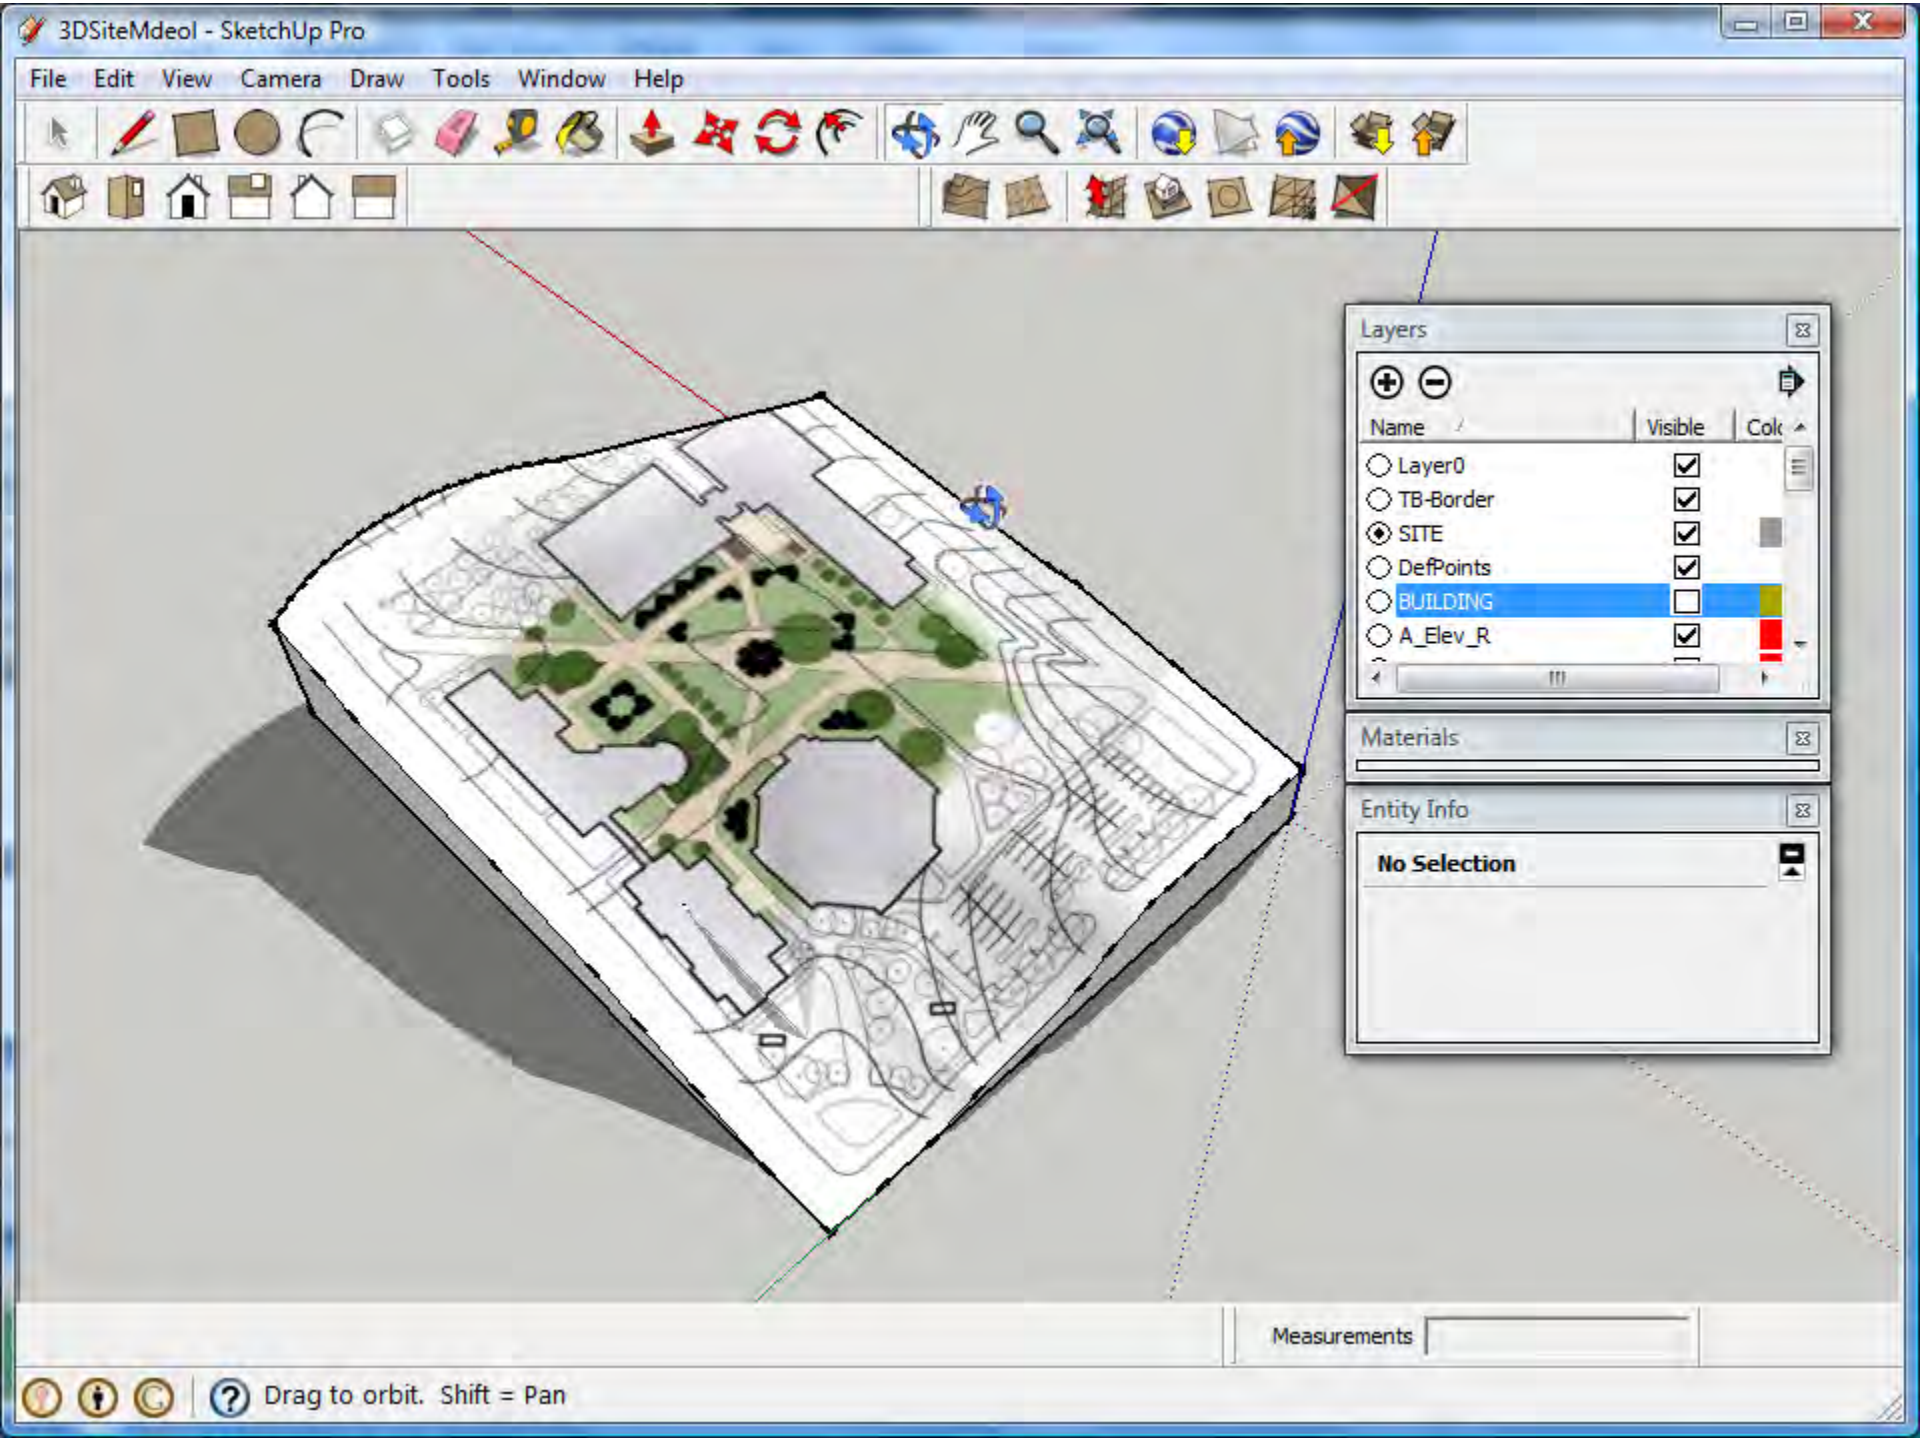 3DSiteMdeol - SketchUp Pro
File Edit View Camera Draw Tools Window Help
Layers
Name Visible Colo
Layer0
TB-Border
SITE
DefPoints
BUILDING
A_Elev_R
Materials
Entity Info
No Selection
Measurements
Drag to orbit. Shift = Pan